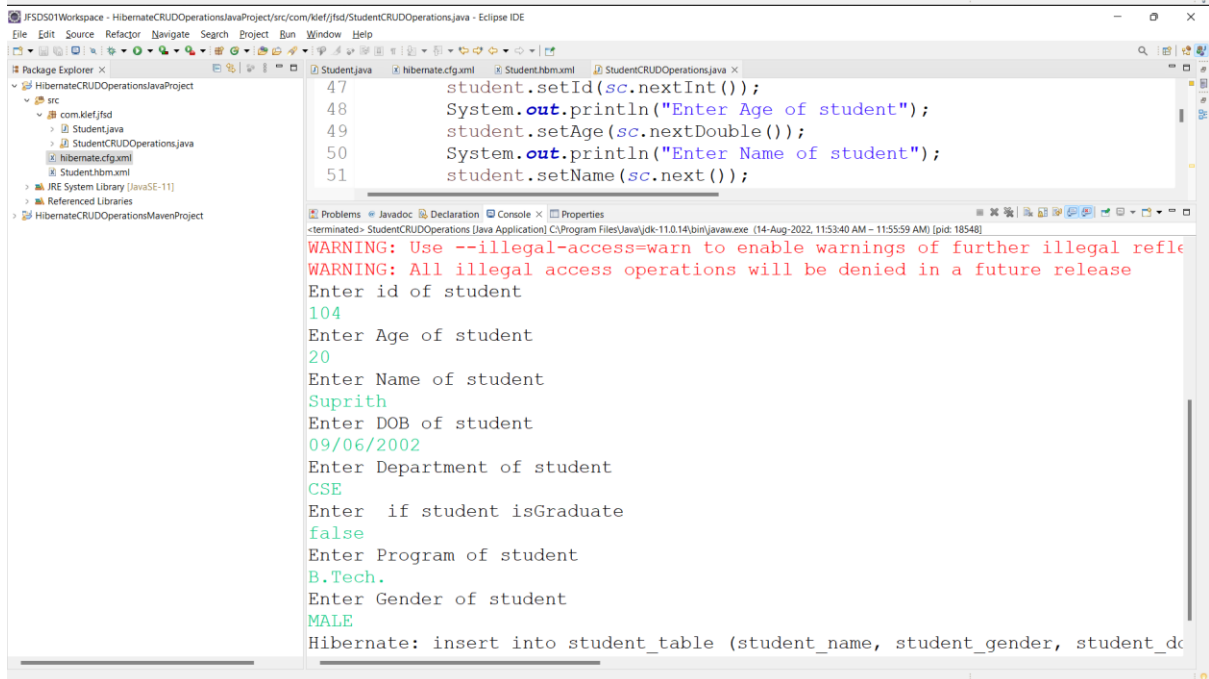 JFSDS01Workspace - HibernateCRUDOperationsJavaProject/src/com/klef/jfsd/StudentCRUDOperations.java - Eclipse IDE
File Edit Source Refactor Navigate Search Project Run Window Help
Package Explorer
HibernateCRUDOperationsJavaProject
src
com.klef.jfsd
Student.java
StudentCRUDOperations.java
hibernate.cfg.xml
Student.hbm.xml
JRE System Library [JavaSE-11]
Referenced Libraries
HibernateCRUDOperationsMavenProject
Student.java hibernate.cfg.xml Student.hbm.xml StudentCRUDOperations.java
47 student.setId(sc.nextInt());
48 System.out.println("Enter Age of student");
49 student.setAge(sc.nextDouble());
50 System.out.println("Enter Name of student");
51 student.setName(sc.next());
Problems Javadoc Declaration Console Properties
<terminated> StudentCRUDOperations [Java Application] C:\Program Files\Java\jdk-11.0.14\bin\javaw.exe (14-Aug-2022, 11:53:40 AM – 11:55:59 AM) [pid: 18548]
WARNING: Use --illegal-access=warn to enable warnings of further illegal refle
WARNING: All illegal access operations will be denied in a future release
Enter id of student
104
Enter Age of student
20
Enter Name of student
Suprith
Enter DOB of student
09/06/2002
Enter Department of student
CSE
Enter  if student isGraduate
false
Enter Program of student
B.Tech.
Enter Gender of student
MALE
Hibernate: insert into student_table (student_name, student_gender, student_do